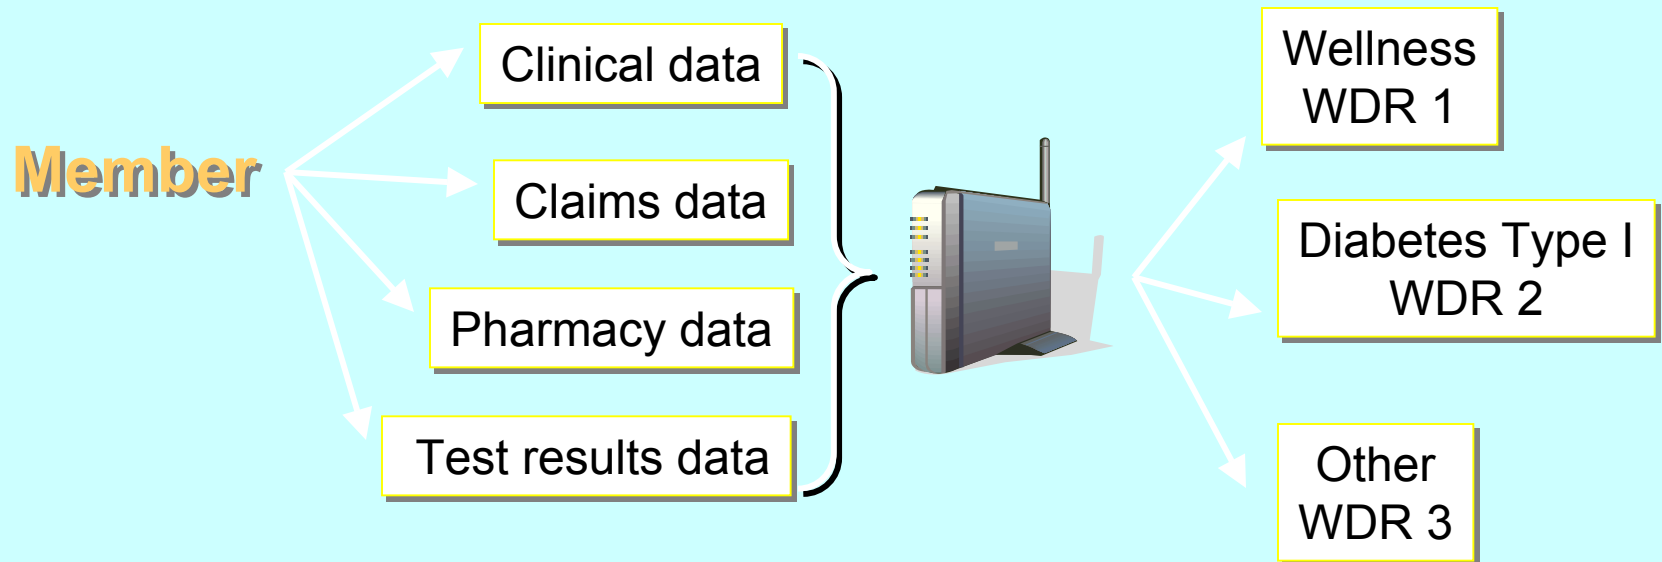 Member
Clinical data
Claims data
Pharmacy data
Test results data
Wellness
WDR 1
Diabetes Type I
WDR 2
Other
WDR 3